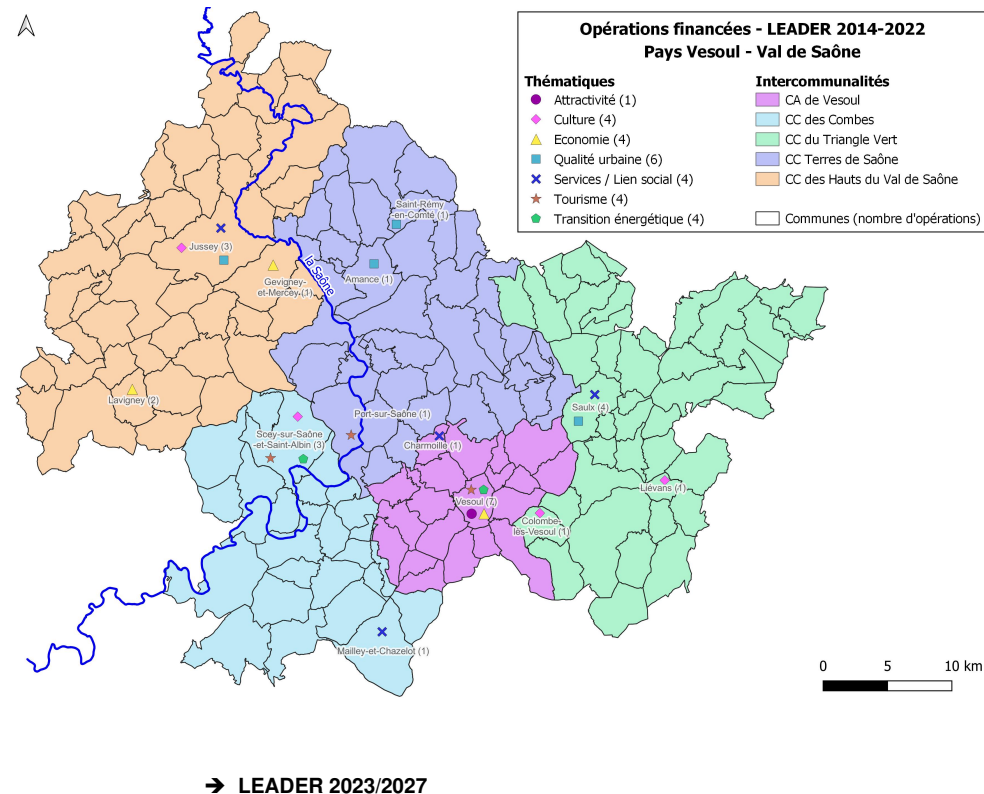 Opérations financées - LEADER 2014-2022
Pays Vesoul - Val de Saône
Thématiques
Attractivité (1)
Culture (4)
Economie (4)
Qualité urbaine (6)
Services / Lien social (4)
Tourisme (4)
Transition énergétique (4)
Intercommunalités
CA de Vesoul
CC des Combes
CC du Triangle Vert
CC Terres de Saône
CC des Hauts du Val de Saône
Communes (nombre d'opérations)
Saint-Rémy
-en-Comté (1)
Jussey (3)
la Saône
Amance (1)
Gevigney-
et-Mercey (1)
Lavigney (2)
Port-sur-Saône (1)
Saulx (4)
Scey-sur-Saône
-et-Saint-Albin (3)
Charmoille (1)
Liévans (1)
Vesoul (7)
Colombe-
lès-Vesoul (1)
Mailley-et-Chazelot (1)
0 5 10 km
➔ LEADER 2023/2027